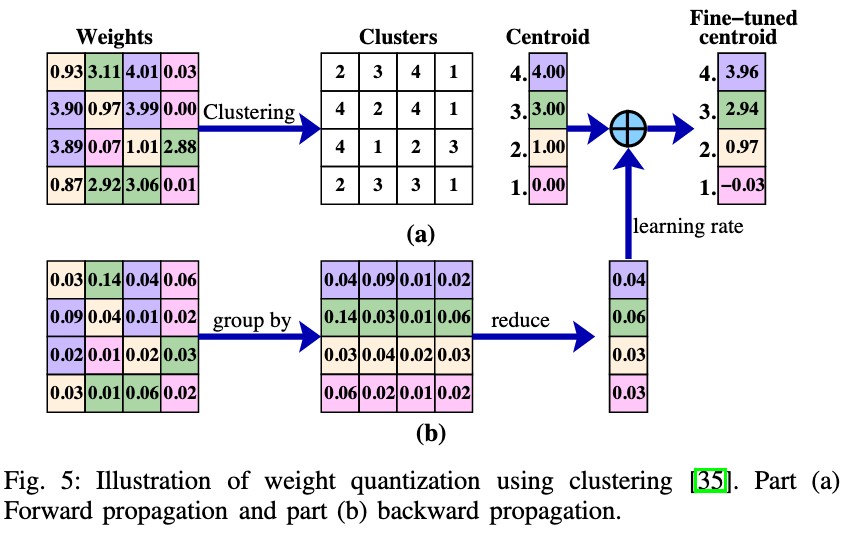 Weights Clusters Centroid Fine-tuned centroid
0.93 3.11 4.01 0.03
3.90 0.97 3.99 0.00
3.89 0.07 1.01 2.88
0.87 2.92 3.06 0.01
Clustering
2 3 4 1
4 2 4 1
4 1 2 3
2 3 3 1
4. 4.00
3. 3.00
2. 1.00
1. 0.00
4. 3.96
3. 2.94
2. 0.97
1. −0.03
(a)
learning rate
0.03 0.14 0.04 0.06
0.09 0.04 0.01 0.02
0.02 0.01 0.02 0.03
0.03 0.01 0.06 0.02
group by
0.04 0.09 0.01 0.02
0.14 0.03 0.01 0.06
0.03 0.04 0.02 0.03
0.06 0.02 0.01 0.02
reduce
0.04
0.06
0.03
0.03
(b)
Fig. 5: Illustration of weight quantization using clustering [35]. Part (a)
Forward propagation and part (b) backward propagation.